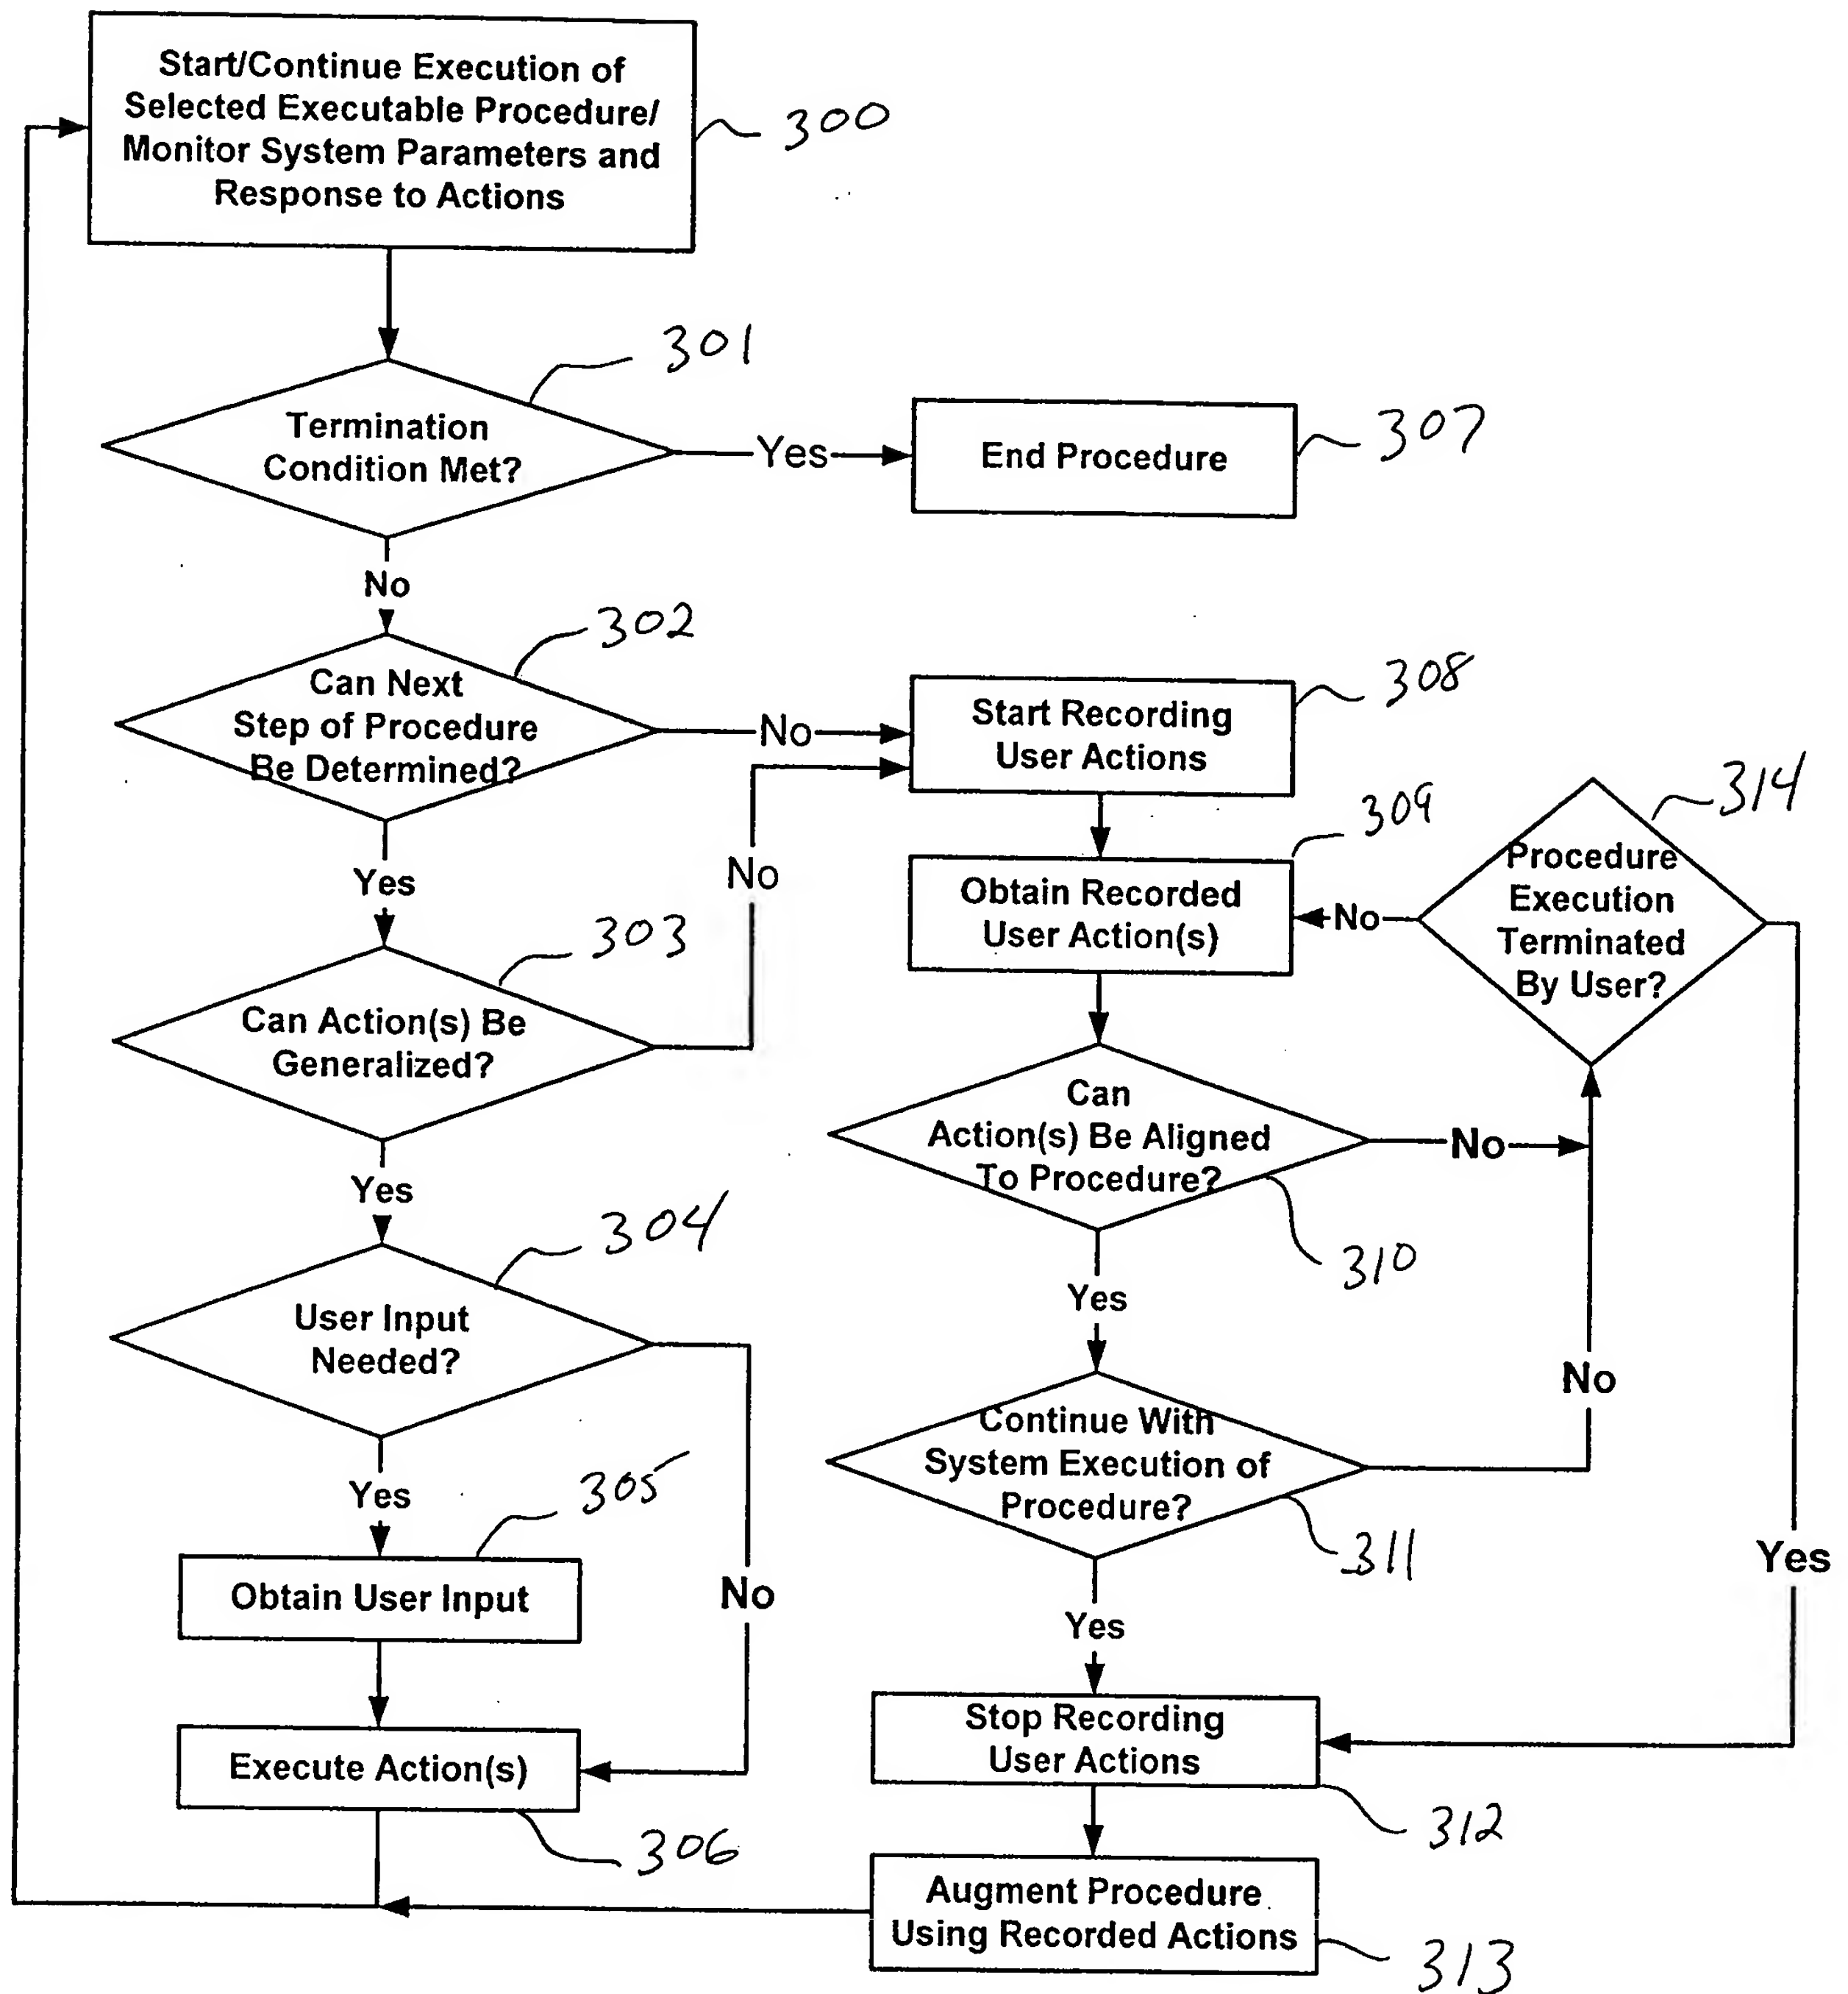 Start/Continue Execution of
Selected Executable Procedure/
Monitor System Parameters and
Response to Actions
300
301
Termination
Condition Met?
Yes
End Procedure
307
No
302
Can Next
Step of Procedure
Be Determined?
No
Start Recording
User Actions
308
Yes
No
309
Obtain Recorded
User Action(s)
No
Procedure
Execution
Terminated
By User?
314
303
Can Action(s) Be
Generalized?
Can
Action(s) Be Aligned
To Procedure?
No
310
Yes
304
User Input
Needed?
Yes
No
Continue With
System Execution of
Procedure?
311
Yes
305
Obtain User Input
No
Yes
Yes
Execute Action(s)
306
Stop Recording
User Actions
312
Augment Procedure
Using Recorded Actions
313